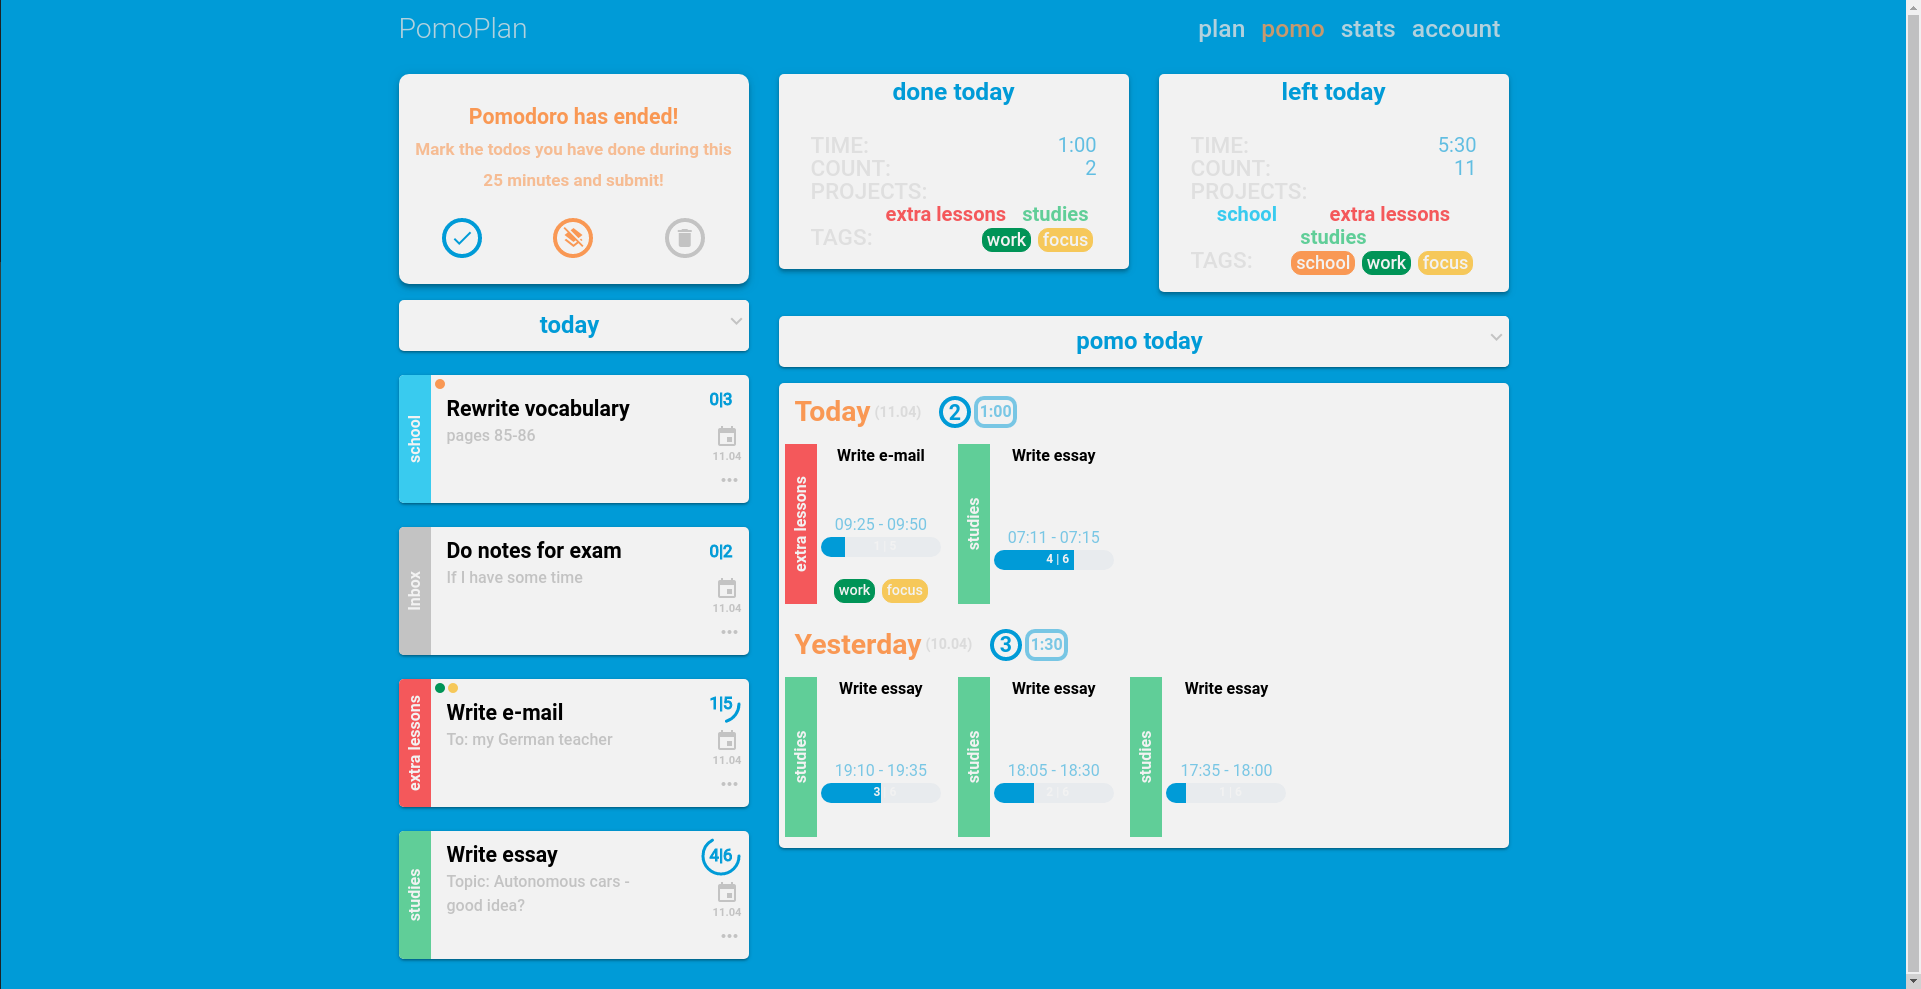 PomoPlan
plan pomo stats account
Pomodoro has ended!
Mark the todos you have done during this
25 minutes and submit!
done today
TIME: 1:00
COUNT: 2
PROJECTS:
extra lessons studies
TAGS: work focus
left today
TIME: 5:30
COUNT: 11
PROJECTS:
school extra lessons
studies
TAGS: school work focus
today
school
Rewrite vocabulary
0|3
pages 85-86
11.04
Inbox
Do notes for exam
0|2
If I have some time
11.04
extra lessons
Write e-mail
1|5
To: my German teacher
11.04
studies
Write essay
4|6
Topic: Autonomous cars -
good idea?
11.04
pomo today
Today (11.04) 2 1:00
extra lessons
Write e-mail
09:25 - 09:50
1 | 5
work focus
studies
Write essay
07:11 - 07:15
4 | 6
Yesterday (10.04) 3 1:30
studies
Write essay
19:10 - 19:35
3 | 6
studies
Write essay
18:05 - 18:30
2 | 6
studies
Write essay
17:35 - 18:00
1 | 6